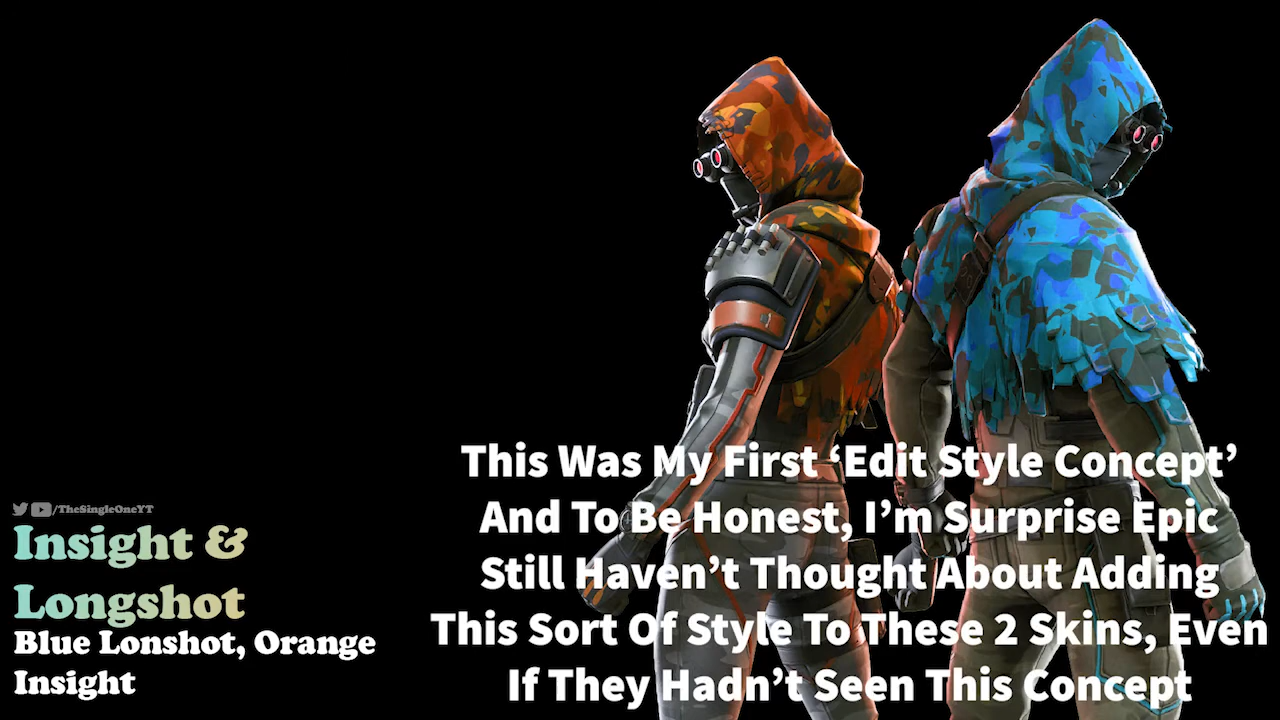 /TheSingleOneYT
Insight &
Longshot
Blue Lonshot, Orange
Insight
This Was My First ‘Edit Style Concept’
And To Be Honest, I’m Surprise Epic
Still Haven’t Thought About Adding
This Sort Of Style To These 2 Skins, Even
If They Hadn’t Seen This Concept